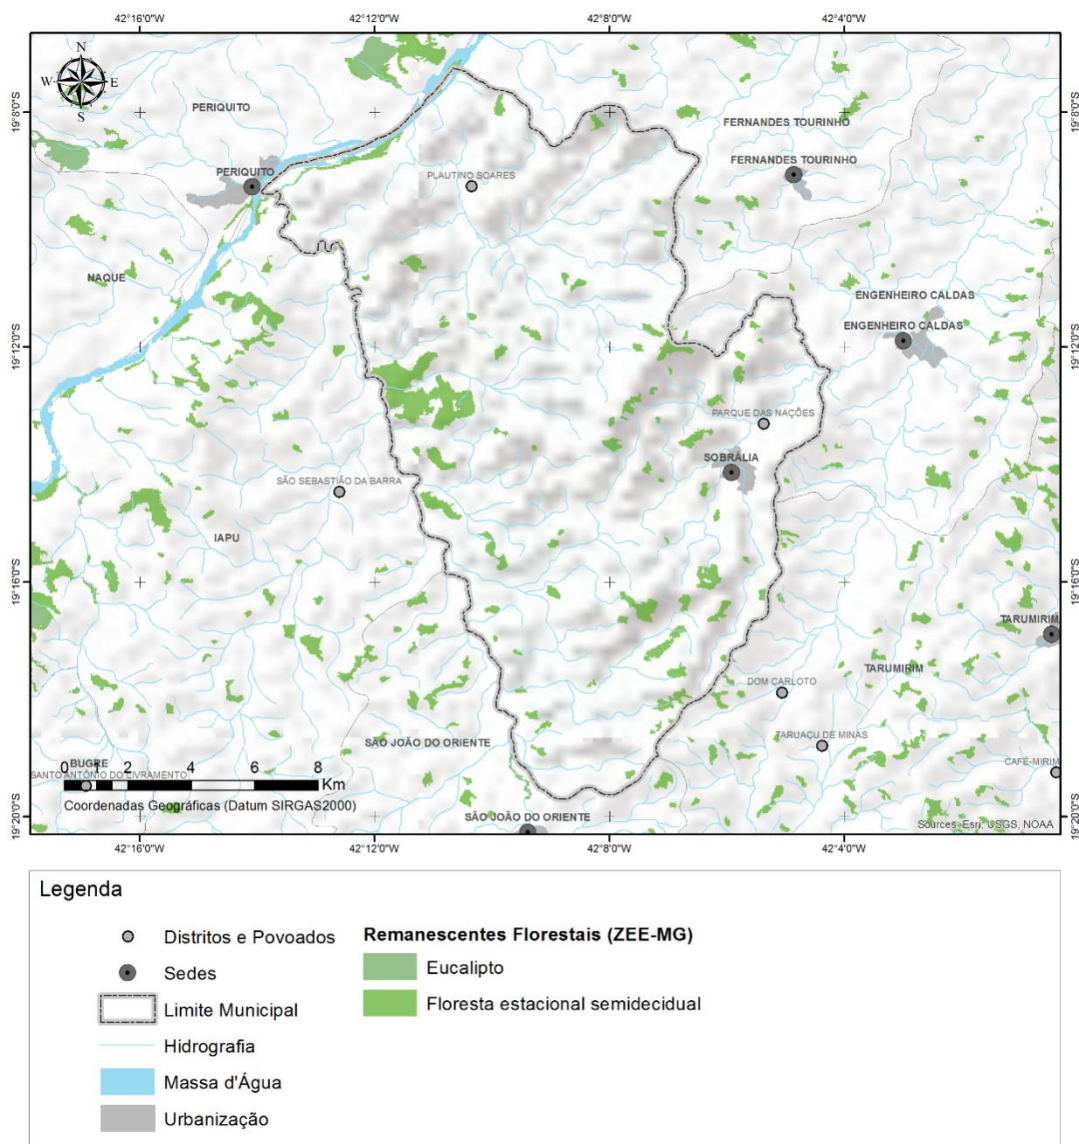 42°16'0"W 42°12'0"W 42°8'0"W 42°4'0"W
N
W E
S
19°8'0"S
19°8'0"S
PERIQUITO
FERNANDES TOURINHO
FERNANDES TOURINHO
PERIQUITO
PLAUTINO SOARES
NAQUE
ENGENHEIRO CALDAS
ENGENHEIRO CALDAS
19°12'0"S
19°12'0"S
PARQUE DAS NAÇÕES
SOBRÁLIA
SÃO SEBASTIÃO DA BARRA
IAPU
19°16'0"S
19°16'0"S
TARUMIRIM
TARUMIRIM
DOM CARLOTO
SÃO JOÃO DO ORIENTE
TARUAÇU DE MINAS
BUGRE
CAFÉ-MIRIM
0 1 2 4 6 8
Km
SANTO ANTÔNIO DO LIVRAMENTO
Coordenadas Geográficas (Datum SIRGAS2000)
SÃO JOÃO DO ORIENTE
Sources: Esri, USGS, NOAA
19°20'0"S
19°20'0"S
42°16'0"W 42°12'0"W 42°8'0"W 42°4'0"W
Legenda
Distritos e Povoados
Sedes
Limite Municipal
Hidrografia
Massa d'Água
Urbanização
Remanescentes Florestais (ZEE-MG)
Eucalipto
Floresta estacional semidecidual